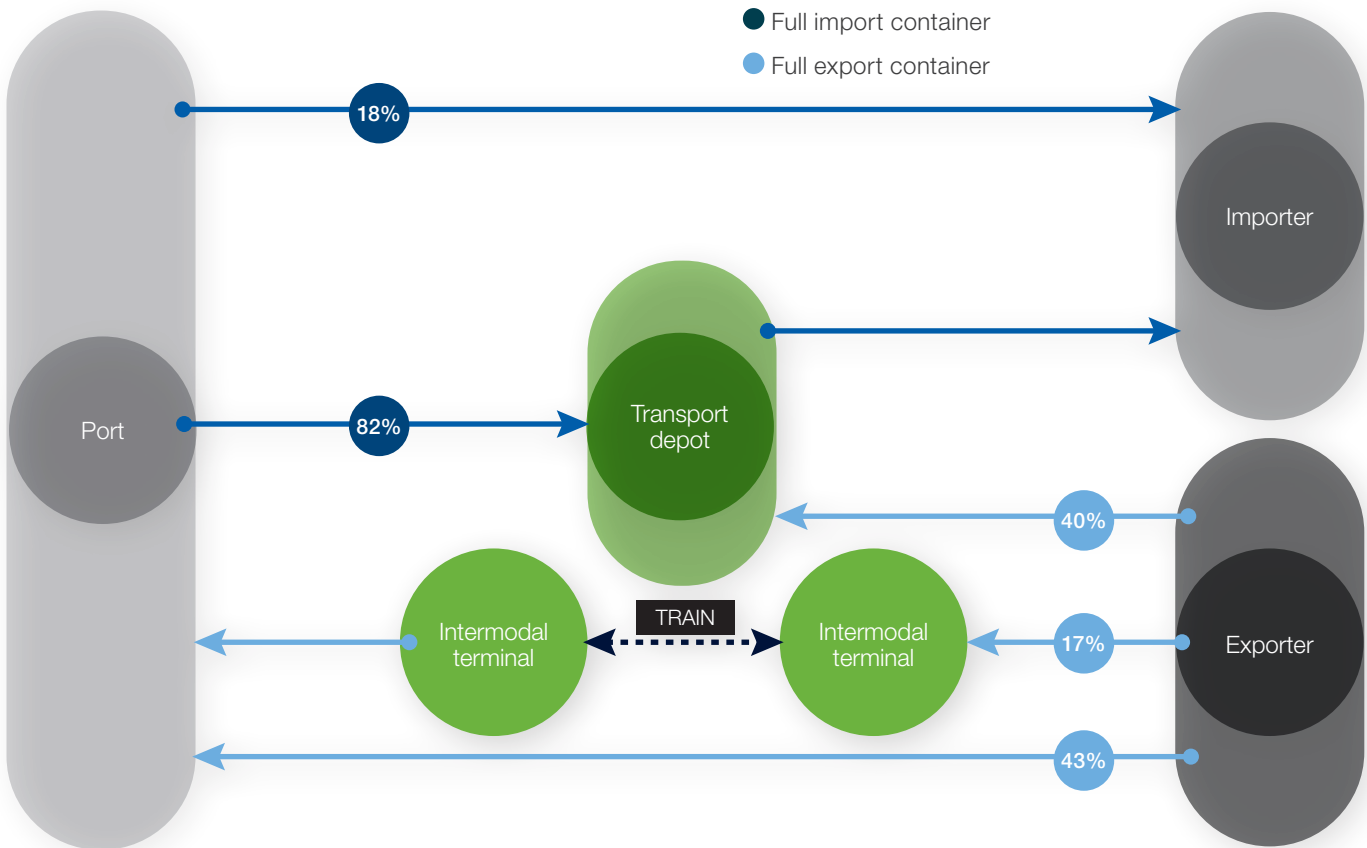 Full import container
Full export container
18%
Importer
Port
82%
Transport
depot
40%
TRAIN
Intermodal
terminal
Intermodal
terminal
17%
Exporter
43%